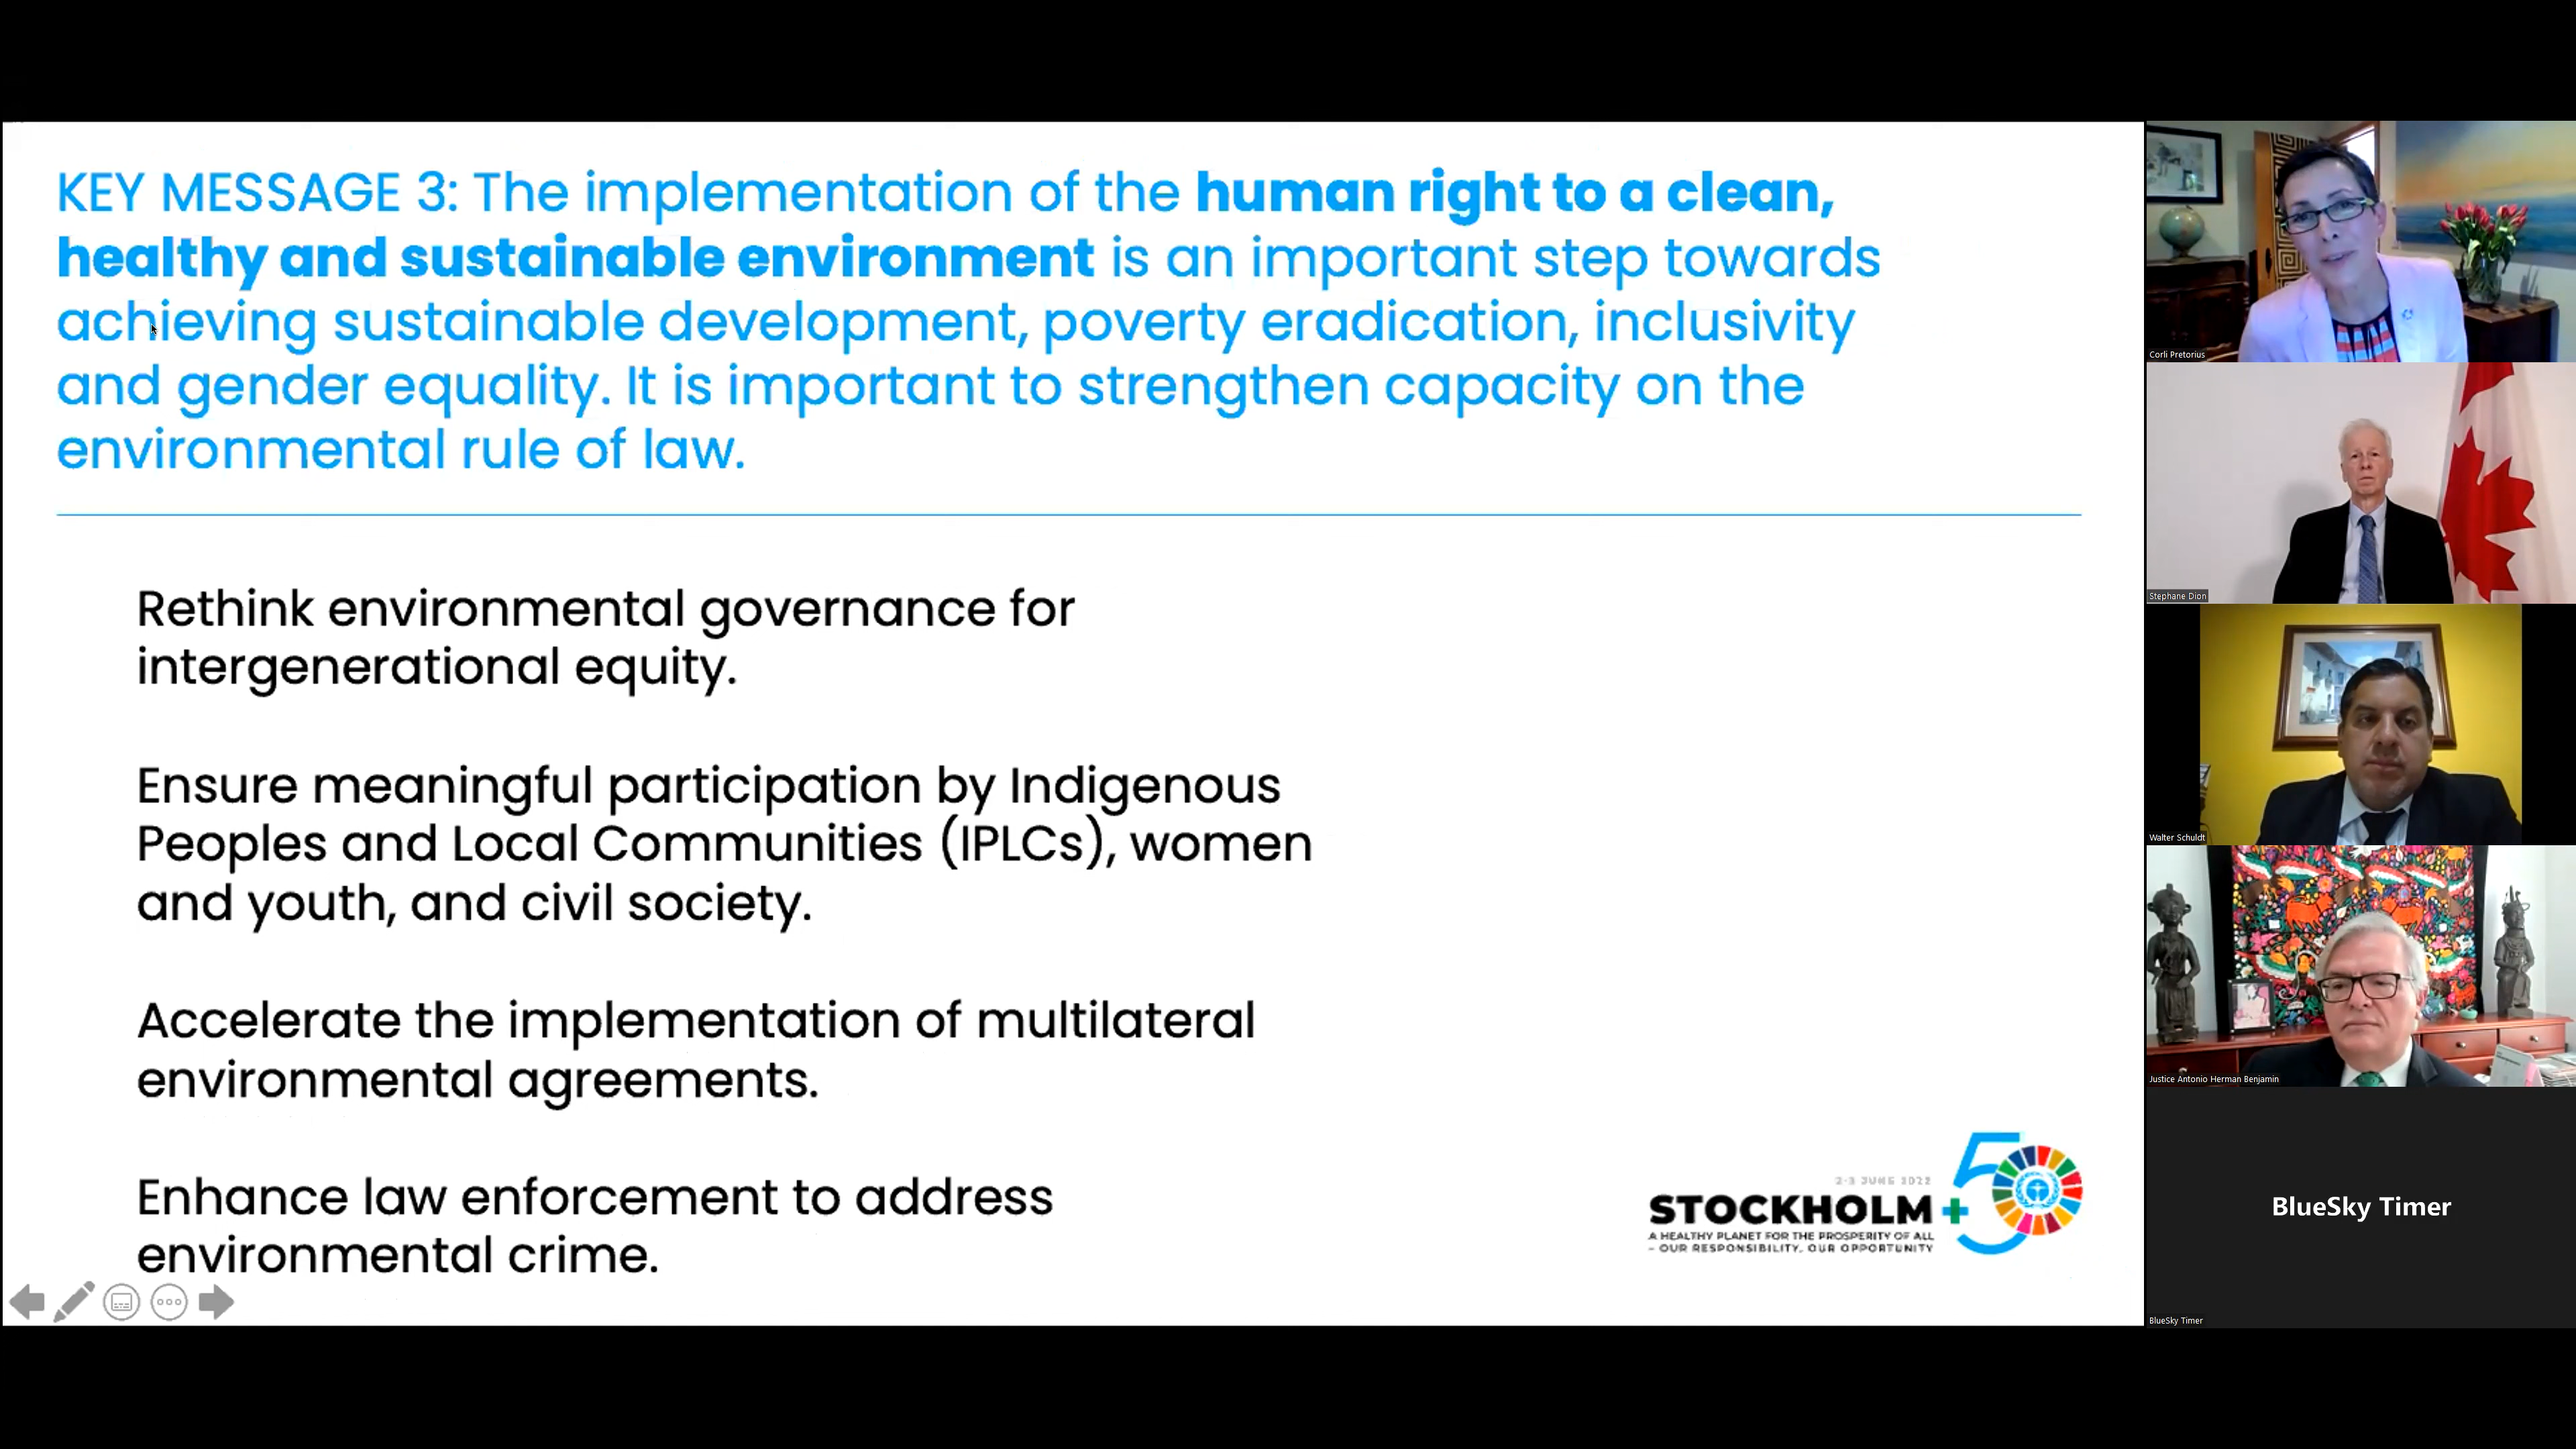 KEY MESSAGE 3: The implementation of the human right to a clean,
healthy and sustainable environment is an important step towards
achieving sustainable development, poverty eradication, inclusivity
and gender equality. It is important to strengthen capacity on the
environmental rule of law.
Rethink environmental governance for
intergenerational equity.
Ensure meaningful participation by Indigenous
Peoples and Local Communities (IPLCs), women
and youth, and civil society.
Accelerate the implementation of multilateral
environmental agreements.
Enhance law enforcement to address
environmental crime.
2-3 JUNE 2022
STOCKHOLM +50
A HEALTHY PLANET FOR THE PROSPERITY OF ALL
- OUR RESPONSIBILITY, OUR OPPORTUNITY
Corli Pretorius
Stephane Dion
Walter Schuldt
Justice Antonio Herman Benjamin
BlueSky Timer
BlueSky Timer